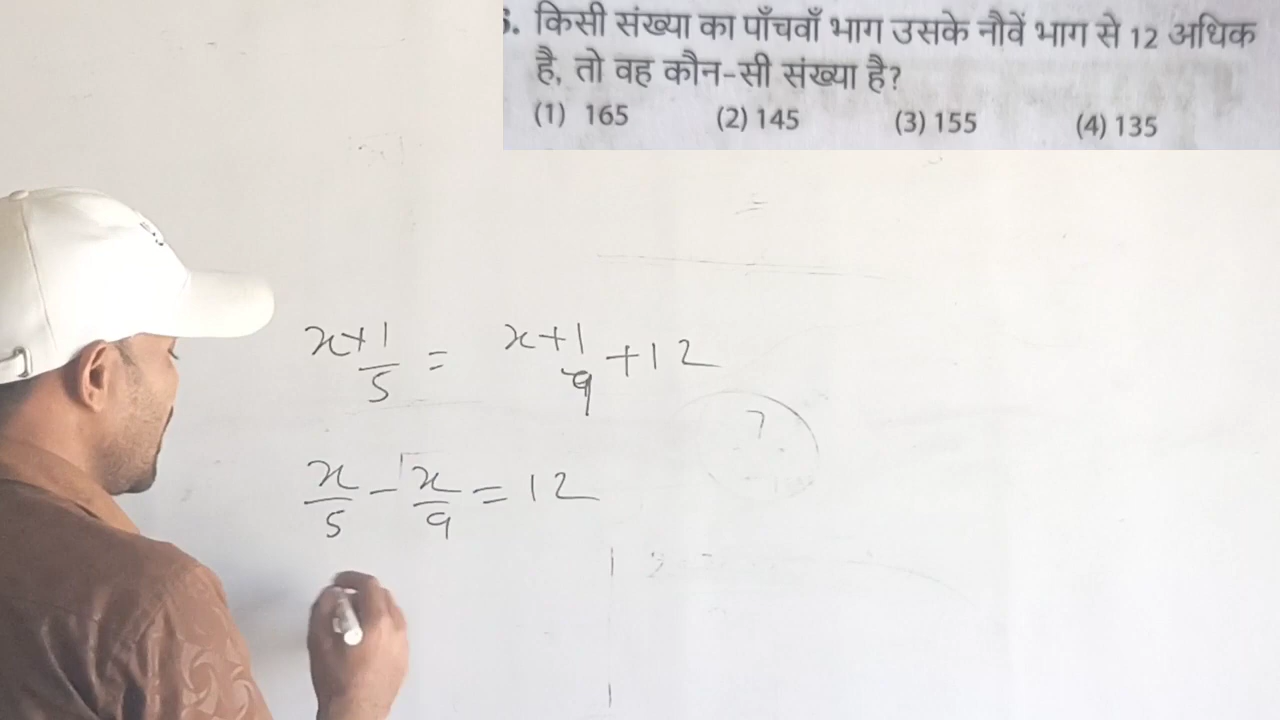 6. किसी संख्या का पाँचवाँ भाग उसके नौवें भाग से 12 अधिक
है, तो वह कौन-सी संख्या है?
(1) 165 (2) 145 (3) 155 (4) 135
x+1/5 = x+1/9 +12
x/5 - x/9 = 12